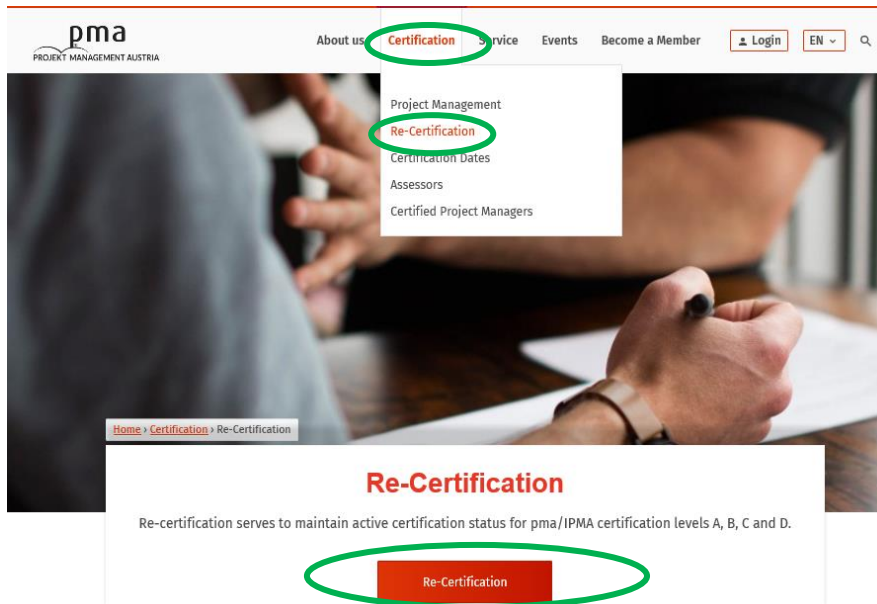 pma
PROJEKT MANAGEMENT AUSTRIA
About us Certification Service Events Become a Member Login EN
Project Management
Re-Certification
Certification Dates
Assessors
Certified Project Managers
Home › Certification › Re-Certification
Re-Certification
Re-certification serves to maintain active certification status for pma/IPMA certification levels A, B, C and D.
Re-Certification